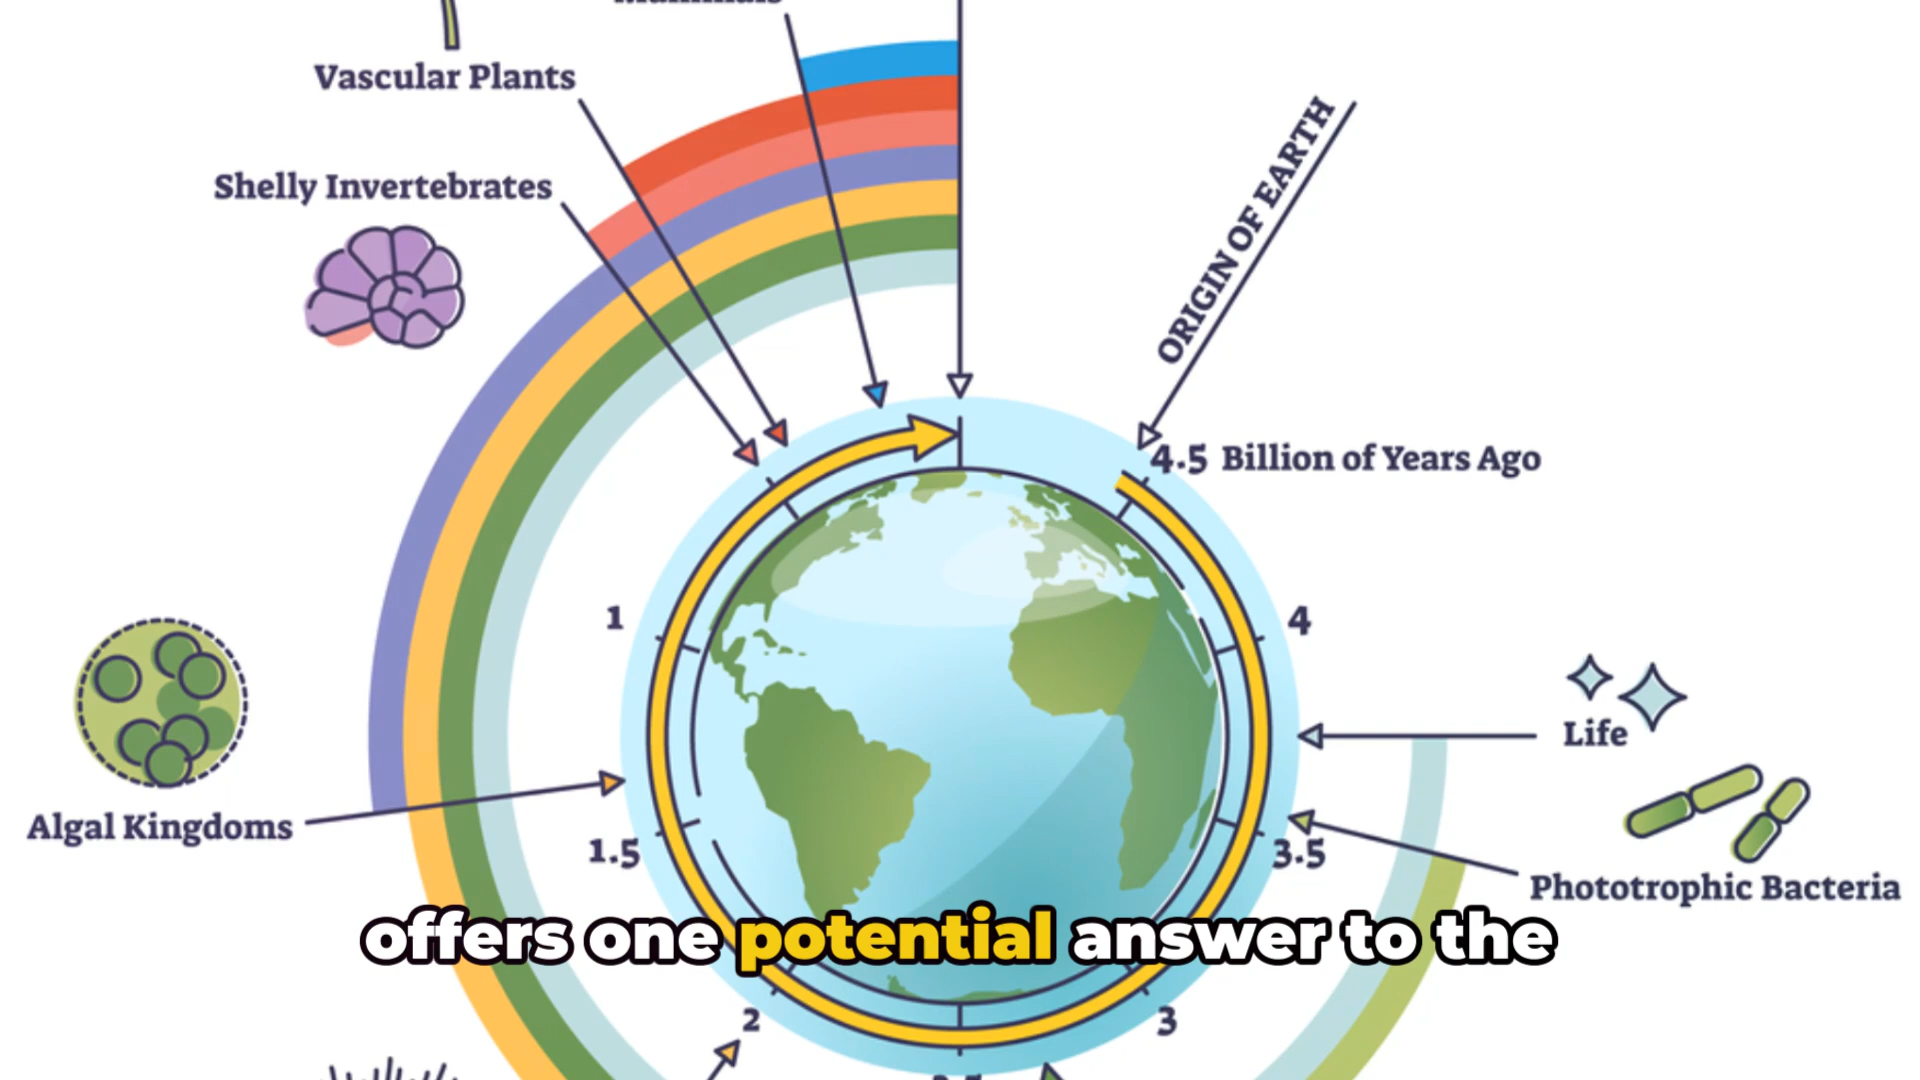 Vascular Plants
ORIGIN OF EARTH
Shelly Invertebrates
4.5 Billion of Years Ago
1
4
Life
Algal Kingdoms
1.5
3.5
Phototrophic Bacteria
offers one potential answer to the
2
3